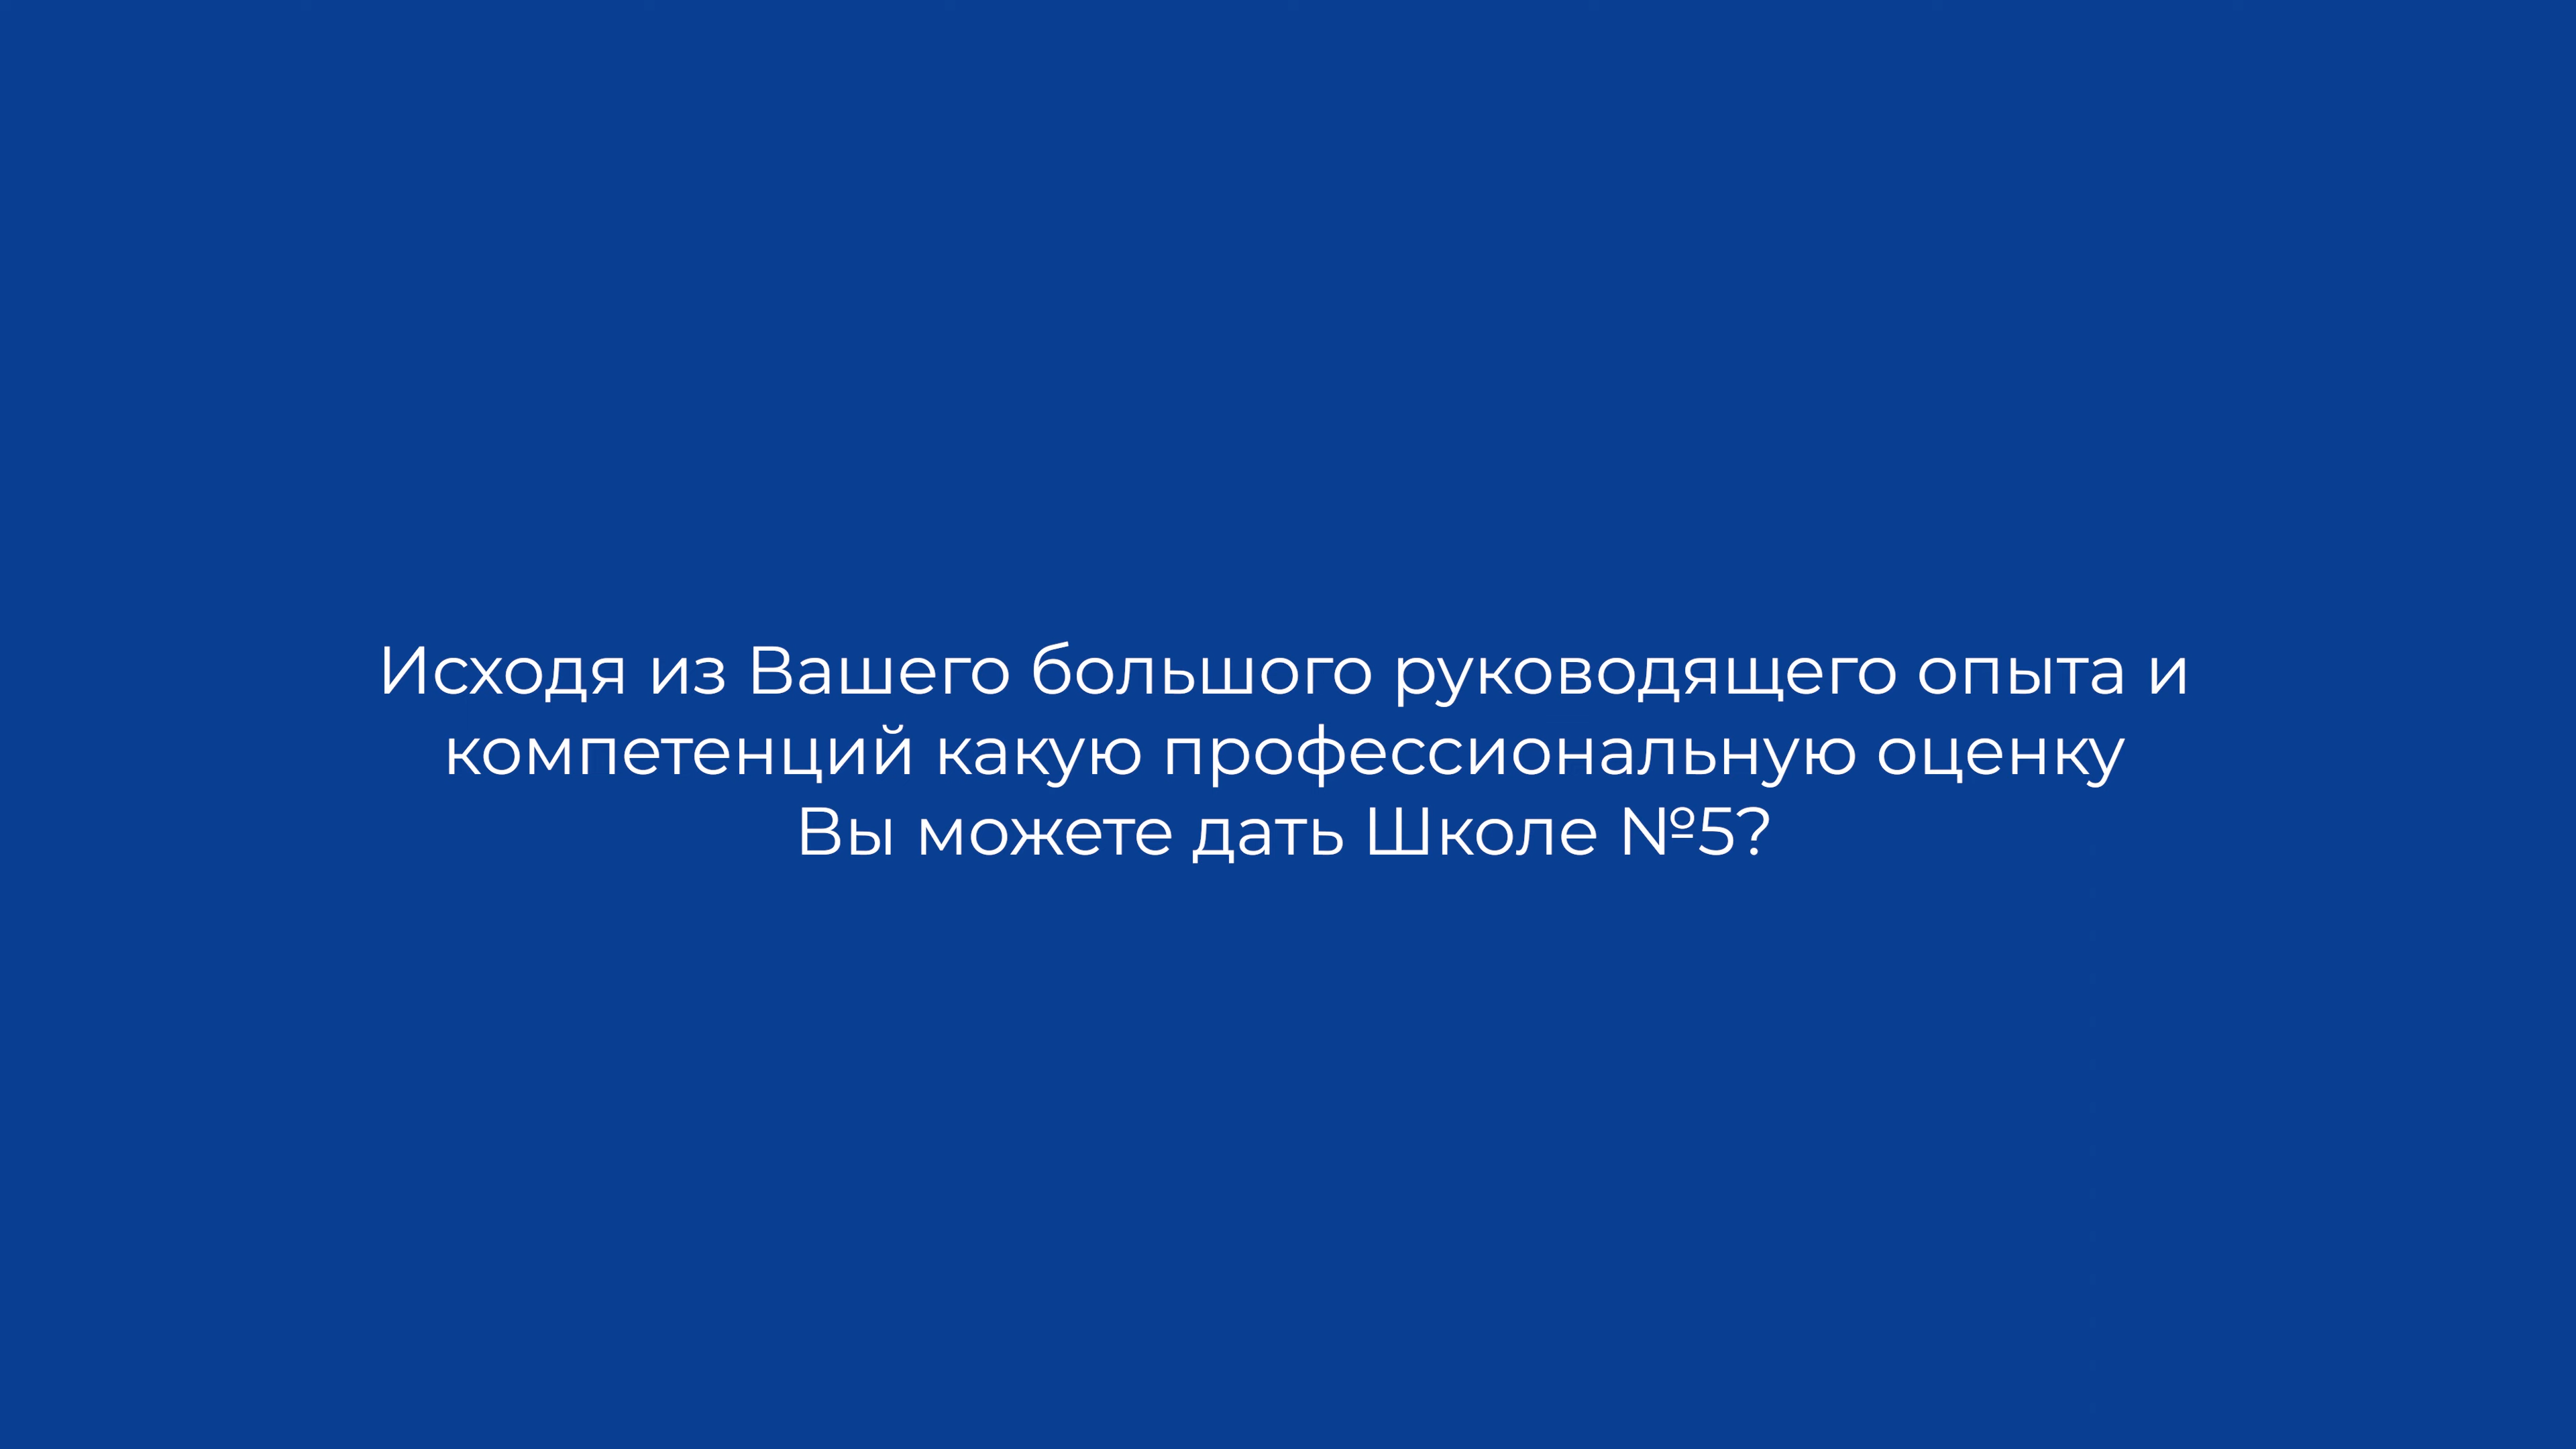 Исходя из Вашего большого руководящего опыта и
компетенций какую профессиональную оценку
Вы можете дать Школе №5?